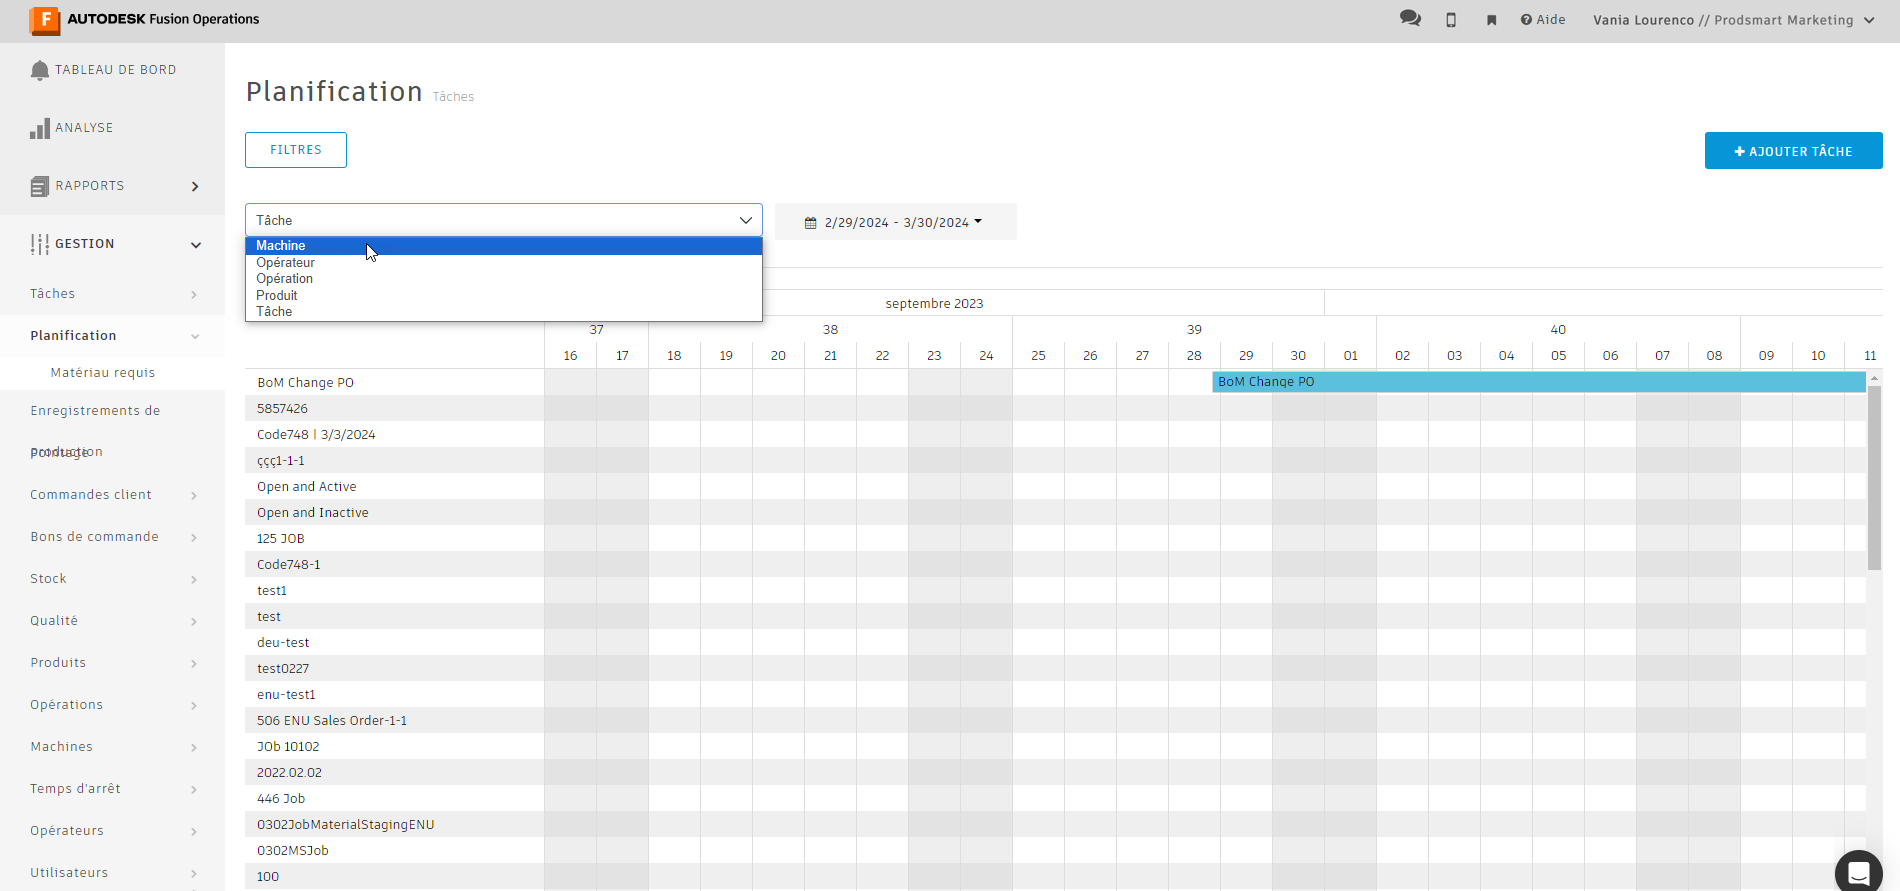 AUTODESK Fusion Operations
Aide
Vania Lourenco // Prodsmart Marketing
TABLEAU DE BORD
ANALYSE
RAPPORTS
GESTION
Tâches
Planification
Matériau requis
Enregistrements de
production
Pointage
Commandes client
Bons de commande
Stock
Qualité
Produits
Opérations
Machines
Temps d'arrêt
Opérateurs
Utilisateurs
Planification Tâches
FILTRES
+ AJOUTER TÂCHE
Tâche
2/29/2024 - 3/30/2024
Machine
Opérateur
Opération
Produit
Tâche
septembre 2023
37 38 39 40
16 17 18 19 20 21 22 23 24 25 26 27 28 29 30 01 02 03 04 05 06 07 08 09 10 11
BoM Change PO
BoM Change PO
5857426
Code748 | 3/3/2024
ççç1-1-1
Open and Active
Open and Inactive
125 JOB
Code748-1
test1
test
deu-test
test0227
enu-test1
506 ENU Sales Order-1-1
JOb 10102
2022.02.02
446 Job
0302JobMaterialStagingENU
0302MSJob
100